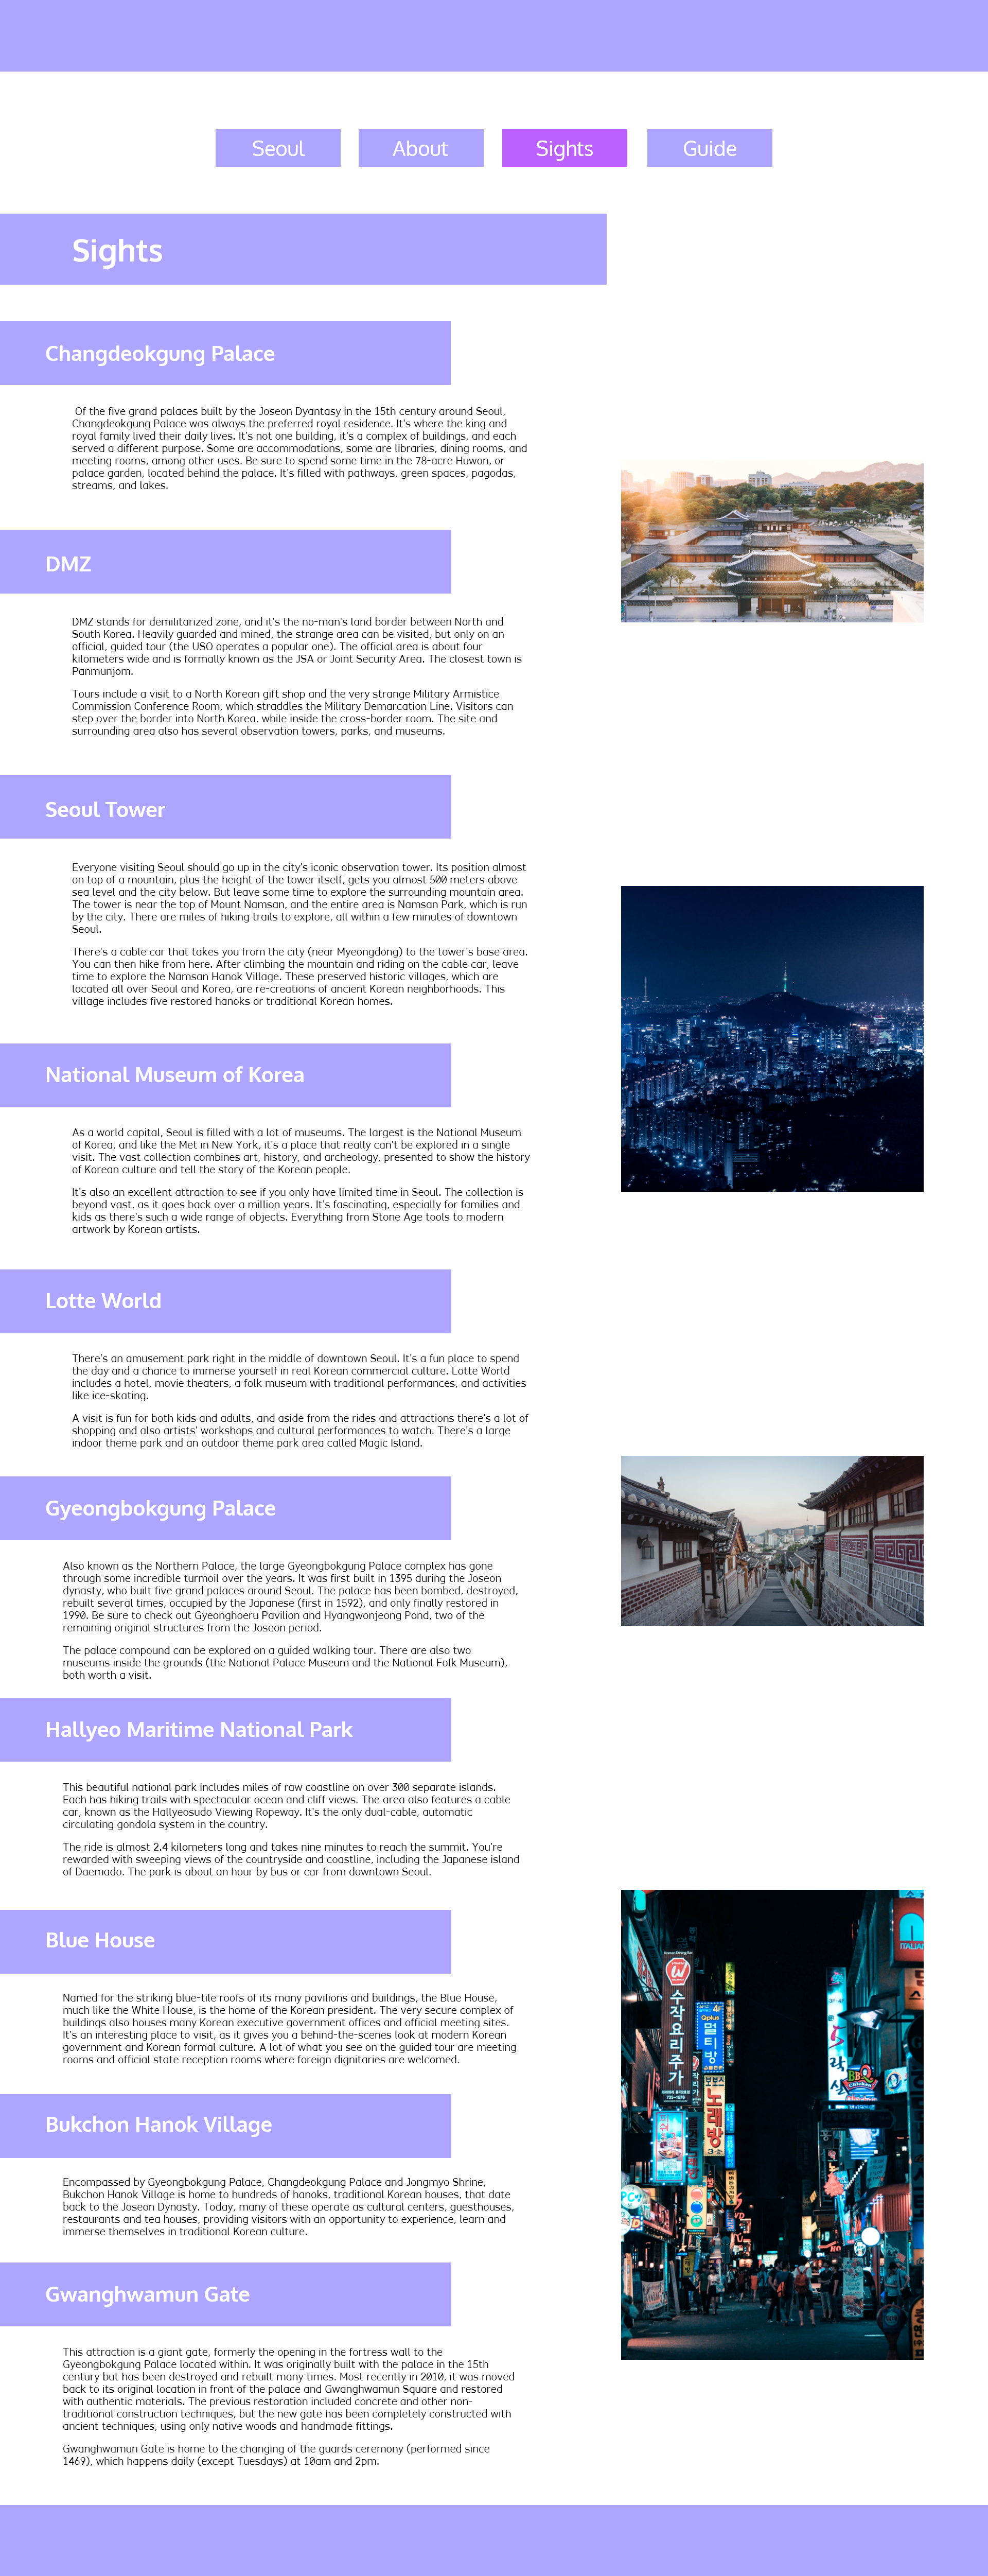 Seoul
About
Sights
Guide
Sights
Changdeokgung Palace
Of the five grand palaces built by the Joseon Dyantasy in the 15th century around Seoul,
Changdeokgung Palace was always the preferred royal residence. It's where the king and
royal family lived their daily lives. It's not one building, it's a complex of buildings, and each
served a different purpose. Some are accommodations, some are libraries, dining rooms, and
meeting rooms, among other uses. Be sure to spend some time in the 78-acre Huwon, or
palace garden, located behind the palace. It's filled with pathways, green spaces, pagodas,
streams, and lakes.
DMZ
DMZ stands for demilitarized zone, and it's the no-man's land border between North and
South Korea. Heavily guarded and mined, the strange area can be visited, but only on an
official, guided tour (the USO operates a popular one). The official area is about four
kilometers wide and is formally known as the JSA or Joint Security Area. The closest town is
Panmunjom.
Tours include a visit to a North Korean gift shop and the very strange Military Armistice
Commission Conference Room, which straddles the Military Demarcation Line. Visitors can
step over the border into North Korea, while inside the cross-border room. The site and
surrounding area also has several observation towers, parks, and museums.
Seoul Tower
Everyone visiting Seoul should go up in the city's iconic observation tower. Its position almost
on top of a mountain, plus the height of the tower itself, gets you almost 500 meters above
sea level and the city below. But leave some time to explore the surrounding mountain area.
The tower is near the top of Mount Namsan, and the entire area is Namsan Park, which is run
by the city. There are miles of hiking trails to explore, all within a few minutes of downtown
Seoul.
There's a cable car that takes you from the city (near Myeongdong) to the tower's base area.
You can then hike from here. After climbing the mountain and riding on the cable car, leave
time to explore the Namsan Hanok Village. These preserved historic villages, which are
located all over Seoul and Korea, are re-creations of ancient Korean neighborhoods. This
village includes five restored hanoks or traditional Korean homes.
National Museum of Korea
As a world capital, Seoul is filled with a lot of museums. The largest is the National Museum
of Korea, and like the Met in New York, it's a place that really can't be explored in a single
visit. The vast collection combines art, history, and archeology, presented to show the history
of Korean culture and tell the story of the Korean people.
It's also an excellent attraction to see if you only have limited time in Seoul. The collection is
beyond vast, as it goes back over a million years. It's fascinating, especially for families and
kids as there's such a wide range of objects. Everything from Stone Age tools to modern
artwork by Korean artists.
Lotte World
There's an amusement park right in the middle of downtown Seoul. It's a fun place to spend
the day and a chance to immerse yourself in real Korean commercial culture. Lotte World
includes a hotel, movie theaters, a folk museum with traditional performances, and activities
like ice-skating.
A visit is fun for both kids and adults, and aside from the rides and attractions there's a lot of
shopping and also artists' workshops and cultural performances to watch. There's a large
indoor theme park and an outdoor theme park area called Magic Island.
Gyeongbokgung Palace
Also known as the Northern Palace, the large Gyeongbokgung Palace complex has gone
through some incredible turmoil over the years. It was first built in 1395 during the Joseon
dynasty, who built five grand palaces around Seoul. The palace has been bombed, destroyed,
rebuilt several times, occupied by the Japanese (first in 1592), and only finally restored in
1990. Be sure to check out Gyeonghoeru Pavilion and Hyangwonjeong Pond, two of the
remaining original structures from the Joseon period.
The palace compound can be explored on a guided walking tour. There are also two
museums inside the grounds (the National Palace Museum and the National Folk Museum),
both worth a visit.
Hallyeo Maritime National Park
This beautiful national park includes miles of raw coastline on over 300 separate islands.
Each has hiking trails with spectacular ocean and cliff views. The area also features a cable
car, known as the Hallyeosudo Viewing Ropeway. It's the only dual-cable, automatic
circulating gondola system in the country.
The ride is almost 2.4 kilometers long and takes nine minutes to reach the summit. You're
rewarded with sweeping views of the countryside and coastline, including the Japanese island
of Daemado. The park is about an hour by bus or car from downtown Seoul.
Blue House
Named for the striking blue-tile roofs of its many pavilions and buildings, the Blue House,
much like the White House, is the home of the Korean president. The very secure complex of
buildings also houses many Korean executive government offices and official meeting sites.
It's an interesting place to visit, as it gives you a behind-the-scenes look at modern Korean
government and Korean formal culture. A lot of what you see on the guided tour are meeting
rooms and official state reception rooms where foreign dignitaries are welcomed.
Bukchon Hanok Village
Encompassed by Gyeongbokgung Palace, Changdeokgung Palace and Jongmyo Shrine,
Bukchon Hanok Village is home to hundreds of hanoks, traditional Korean houses, that date
back to the Joseon Dynasty. Today, many of these operate as cultural centers, guesthouses,
restaurants and tea houses, providing visitors with an opportunity to experience, learn and
immerse themselves in traditional Korean culture.
Gwanghwamun Gate
This attraction is a giant gate, formerly the opening in the fortress wall to the
Gyeongbokgung Palace located within. It was originally built with the palace in the 15th
century but has been destroyed and rebuilt many times. Most recently in 2010, it was moved
back to its original location in front of the palace and Gwanghwamun Square and restored
with authentic materials. The previous restoration included concrete and other non-
traditional construction techniques, but the new gate has been completely constructed with
ancient techniques, using only native woods and handmade fittings.
Gwanghwamun Gate is home to the changing of the guards ceremony (performed since
1469), which happens daily (except Tuesdays) at 10am and 2pm.
ITALIA
수작요리주가
멀티방
노래방
BBQ